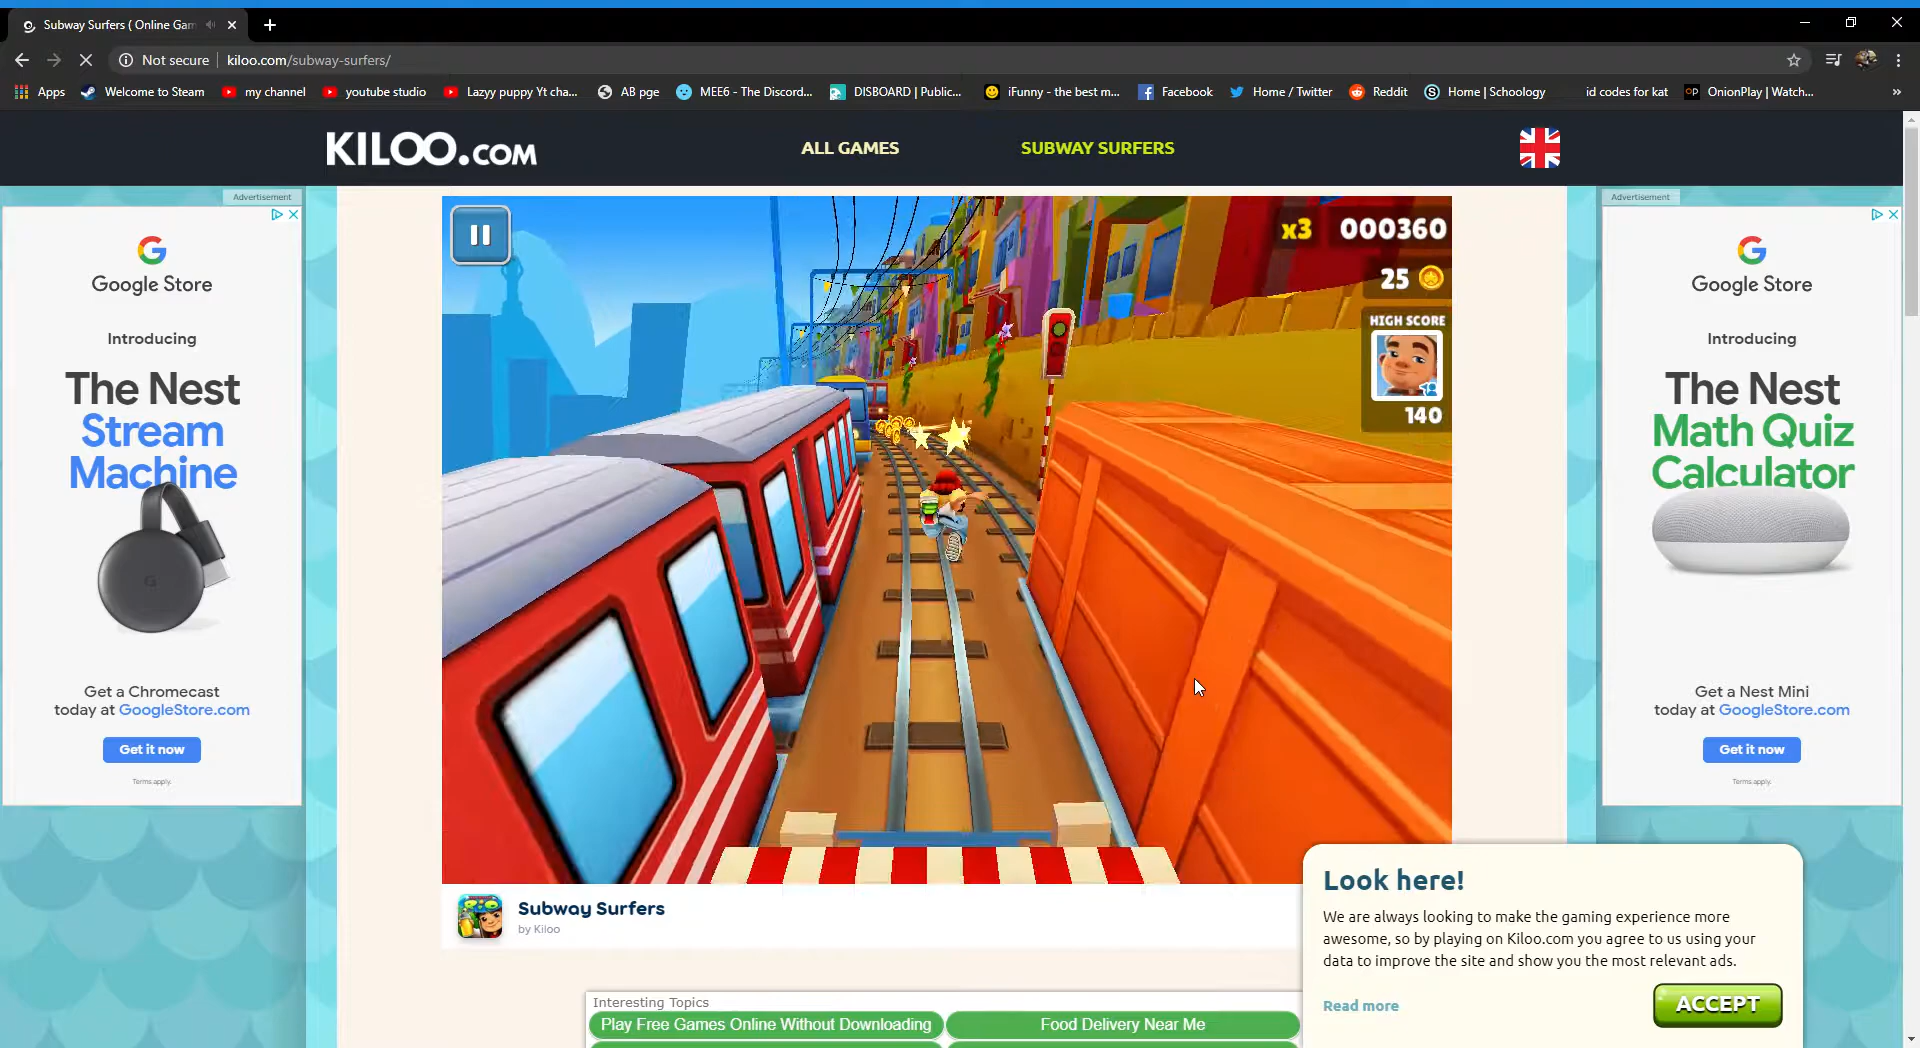 Subway Surfers ( Online Gam
Not secure | kiloo.com/subway-surfers/
Apps Welcome to Steam my channel youtube studio Lazyy puppy Yt cha... AB pge MEE6 - The Discord... DISBOARD | Public... iFunny - the best m... Facebook Home / Twitter Reddit Home | Schoology id codes for kat OnionPlay | Watch... »
KILOO.COM ALL GAMES SUBWAY SURFERS
Advertisement
Google Store
Introducing
The Nest
Stream
Machine
Get a Chromecast
today at GoogleStore.com
Get it now
Terms apply.
x3 000360
25
HIGH SCORE
140
Advertisement
Google Store
Introducing
The Nest
Math Quiz
Calculator
Get a Nest Mini
today at GoogleStore.com
Get it now
Terms apply.
Subway Surfers
by Kiloo
Interesting Topics
Play Free Games Online Without Downloading
Food Delivery Near Me
Look here!
We are always looking to make the gaming experience more
awesome, so by playing on Kiloo.com you agree to us using your
data to improve the site and show you the most relevant ads.
Read more
ACCEPT